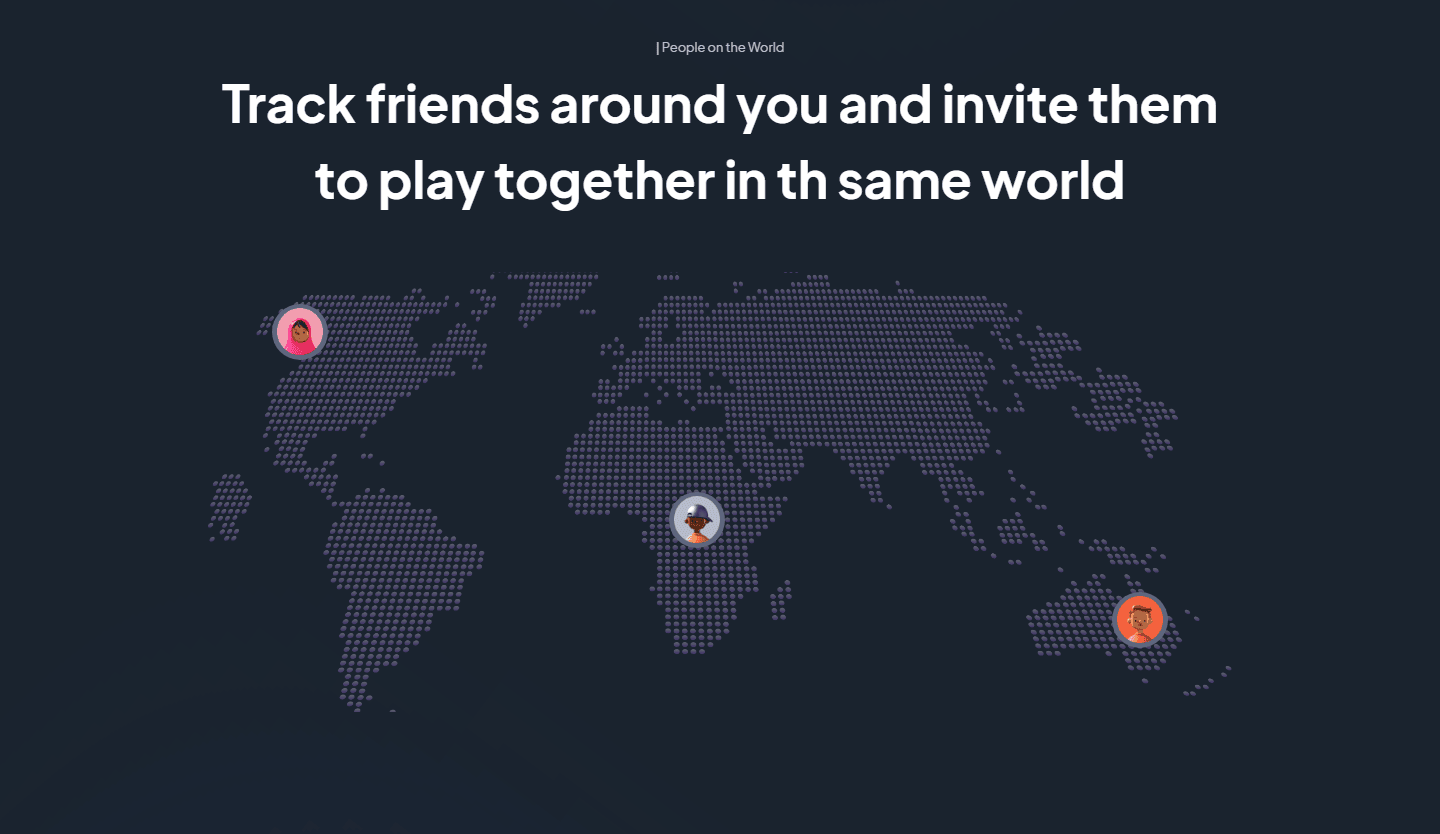 | People on the World
Track friends around you and invite them
to play together in th same world